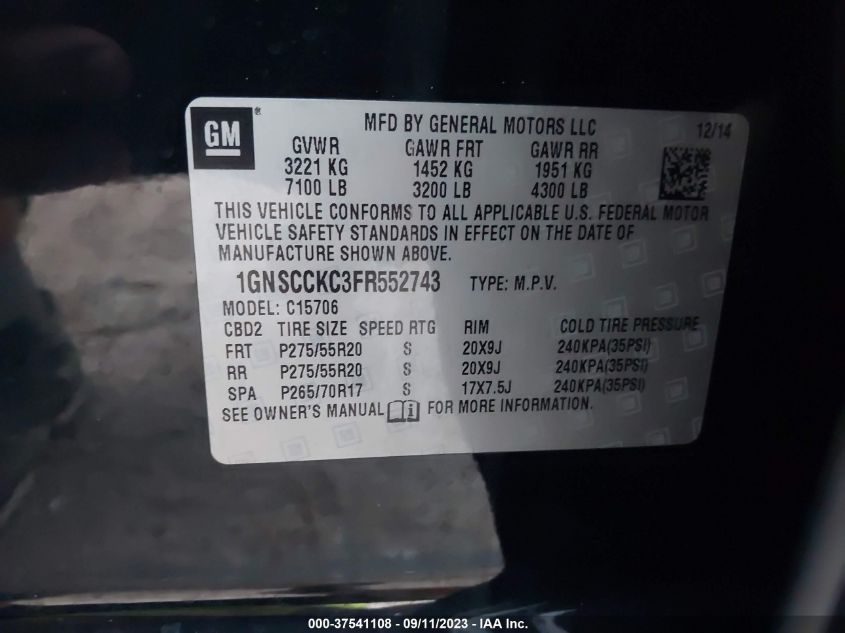 GM®
MFD BY GENERAL MOTORS LLC 12/14
GVWR GAWR FRT GAWR RR
3221 KG 1452 KG 1951 KG
7100 LB 3200 LB 4300 LB
THIS VEHICLE CONFORMS TO ALL APPLICABLE U.S. FEDERAL MOTOR
VEHICLE SAFETY STANDARDS IN EFFECT ON THE DATE OF
MANUFACTURE SHOWN ABOVE.
1GNSCCKC3FR552743 TYPE: M.P.V.
MODEL: C15706
CBD2 TIRE SIZE SPEED RTG RIM COLD TIRE PRESSURE
FRT P275/55R20 S 20X9J 240KPA(35PSI)
RR P275/55R20 S 20X9J 240KPA(35PSI)
SPA P265/70R17 S 17X7.5J 240KPA(35PSI)
SEE OWNER'S MANUAL i FOR MORE INFORMATION.
000-37541108 - 09/11/2023 - © IAA Inc.